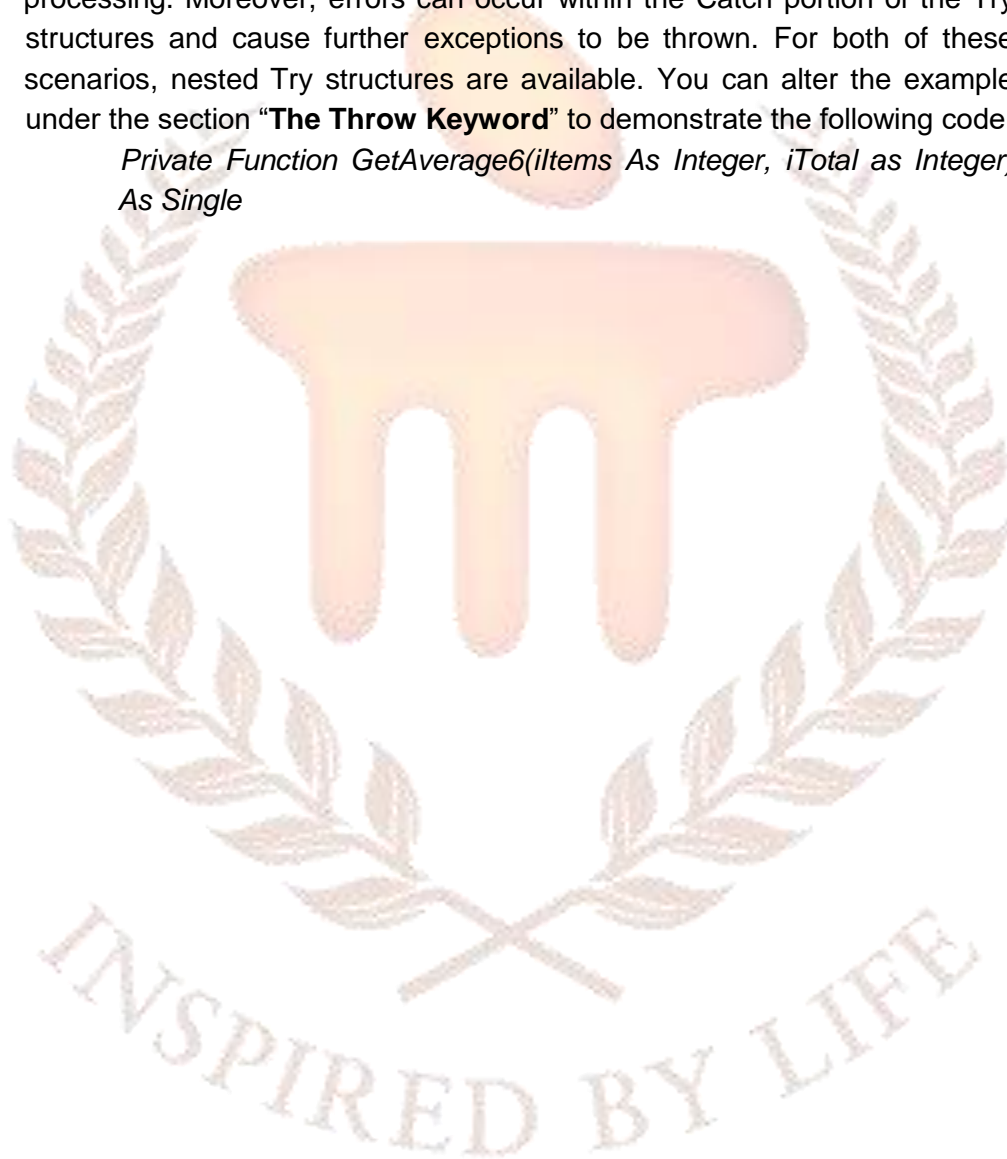 processing. Moreover, errors can occur within the Catch portion of the Try
structures and cause further exceptions to be thrown. For both of these
scenarios, nested Try structures are available. You can alter the example
under the section “The Throw Keyword” to demonstrate the following code
Private Function GetAverage6(iItems As Integer, iTotal as Integer)
As Single
INSPIRED BY LIFE